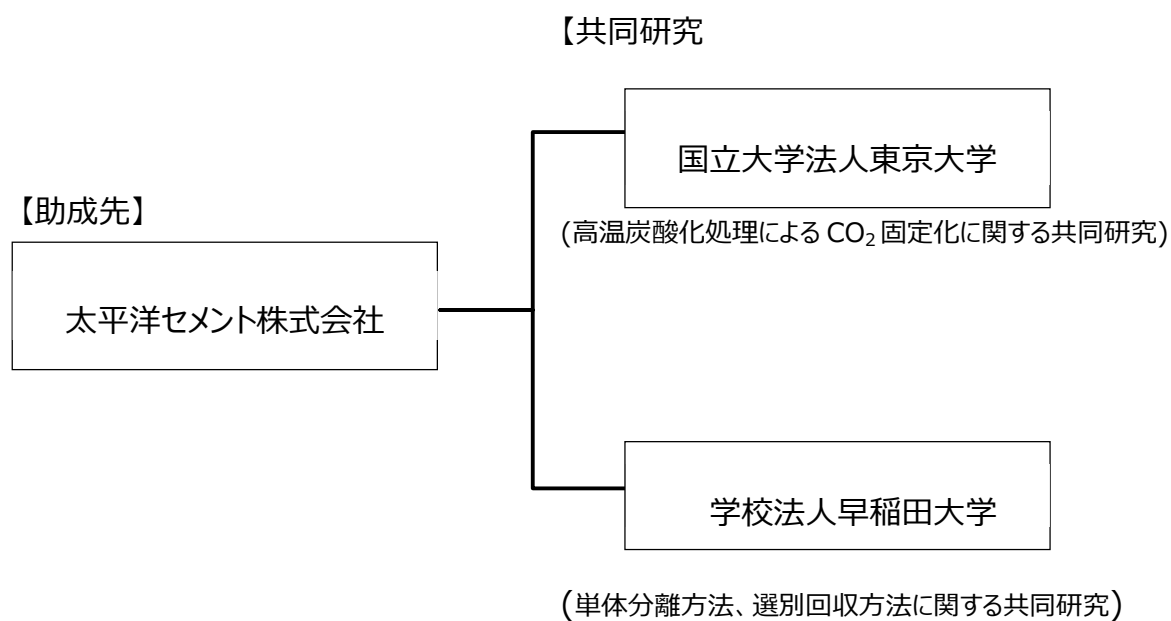 【共同研究
国立大学法人東京大学
(高温炭酸化処理による CO₂ 固定化に関する共同研究)
【助成先】
太平洋セメント株式会社
学校法人早稲田大学
(単体分離方法、選別回収方法に関する共同研究)